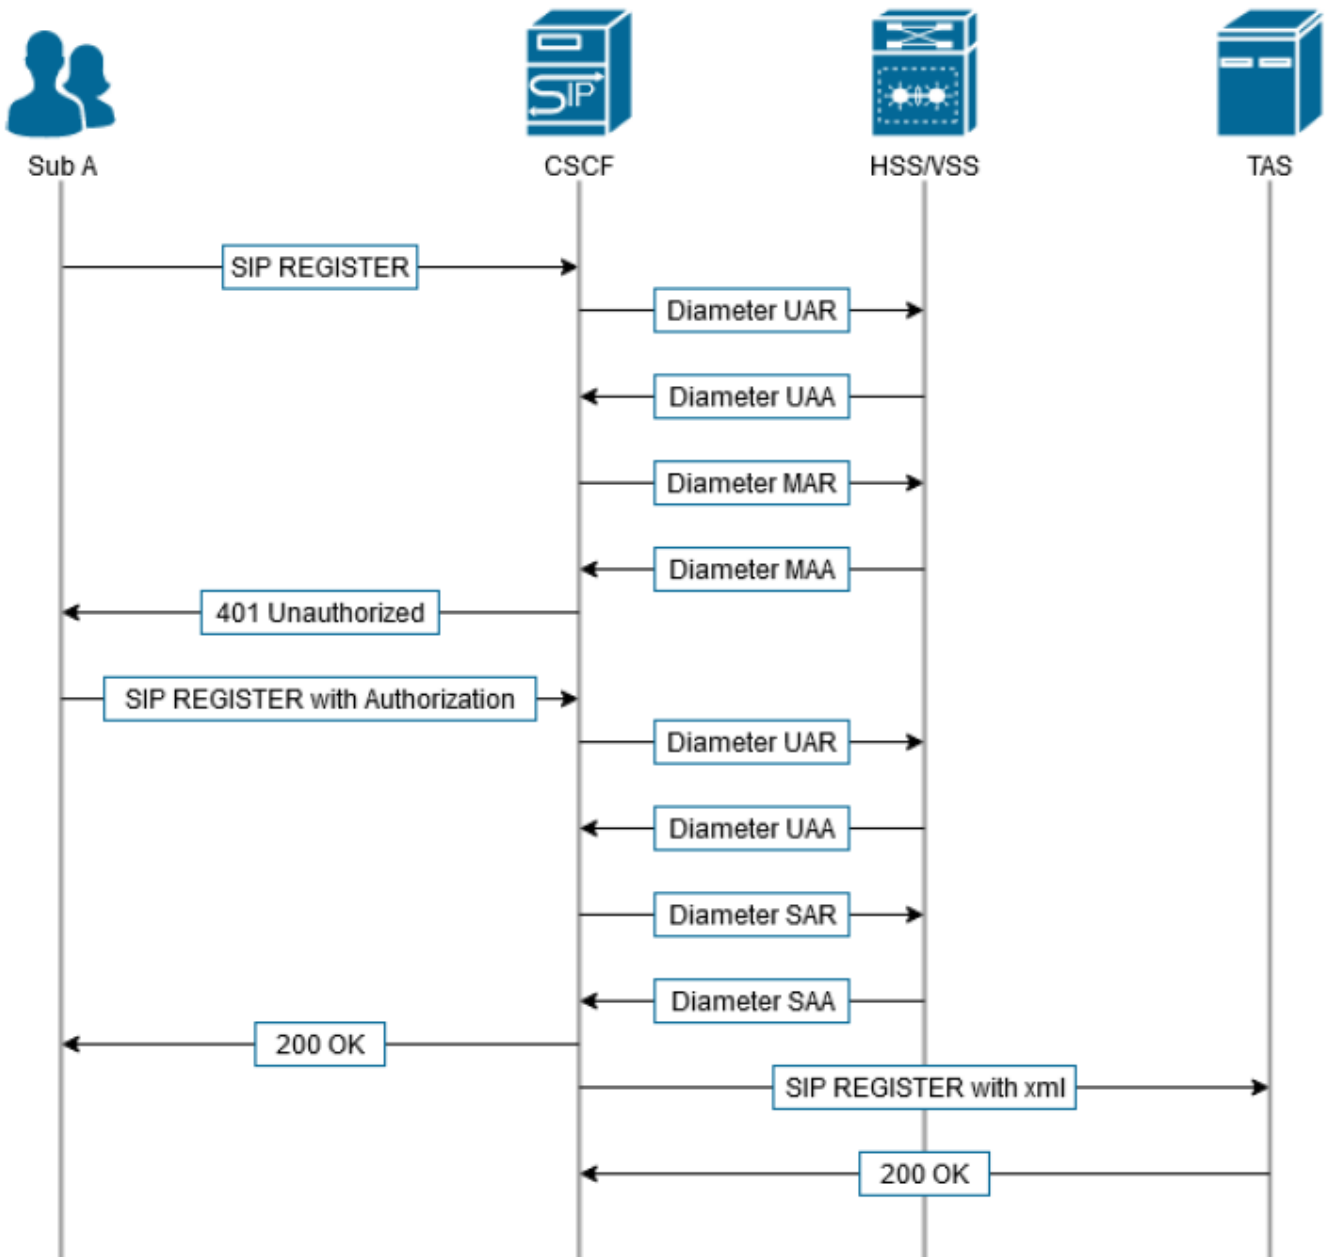 SIP
Sub A
CSCF
HSS/VSS
TAS
SIP REGISTER
Diameter UAR
Diameter UAA
Diameter MAR
Diameter MAA
401 Unauthorized
SIP REGISTER with Authorization
Diameter UAR
Diameter UAA
Diameter SAR
Diameter SAA
200 OK
SIP REGISTER with xml
200 OK